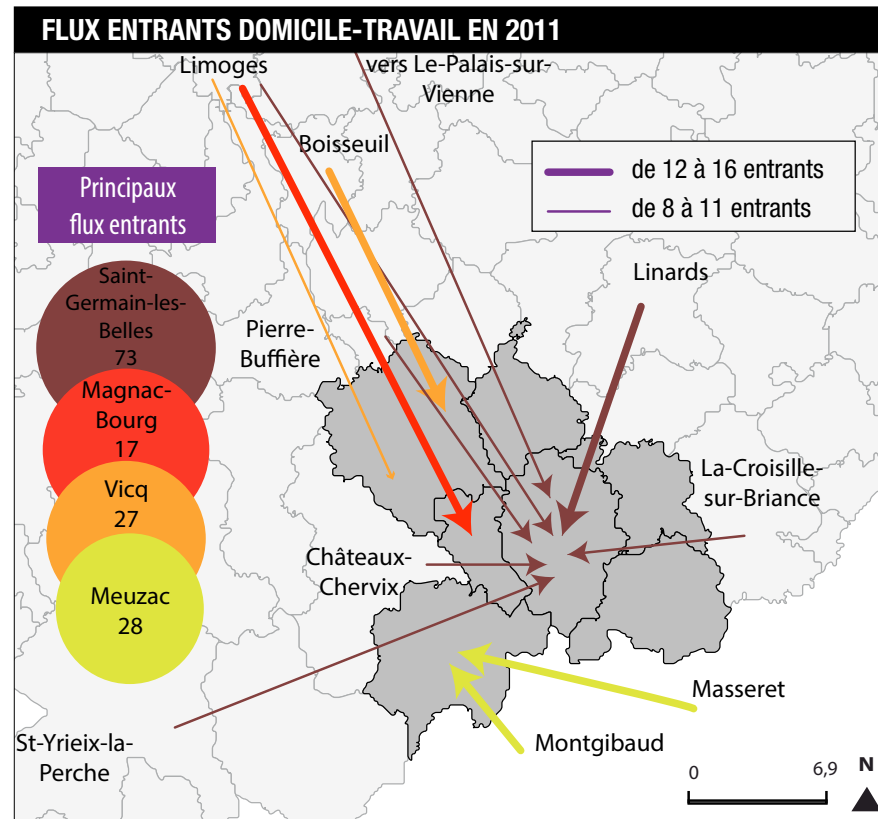 FLUX ENTRANTS DOMICILE-TRAVAIL EN 2011
Limoges
vers Le-Palais-sur-
Vienne
Boisseuil
de 12 à 16 entrants
de 8 à 11 entrants
Principaux
flux entrants
Saint-
Germain-les-
Belles
73
Magnac-
Bourg
17
Vicq
27
Meuzac
28
Linards
Pierre-
Buffière
La-Croisille-
sur-Briance
Châteaux-
Chervix
Masseret
Montgibaud
St-Yrieix-la-
Perche
0
6,9
N